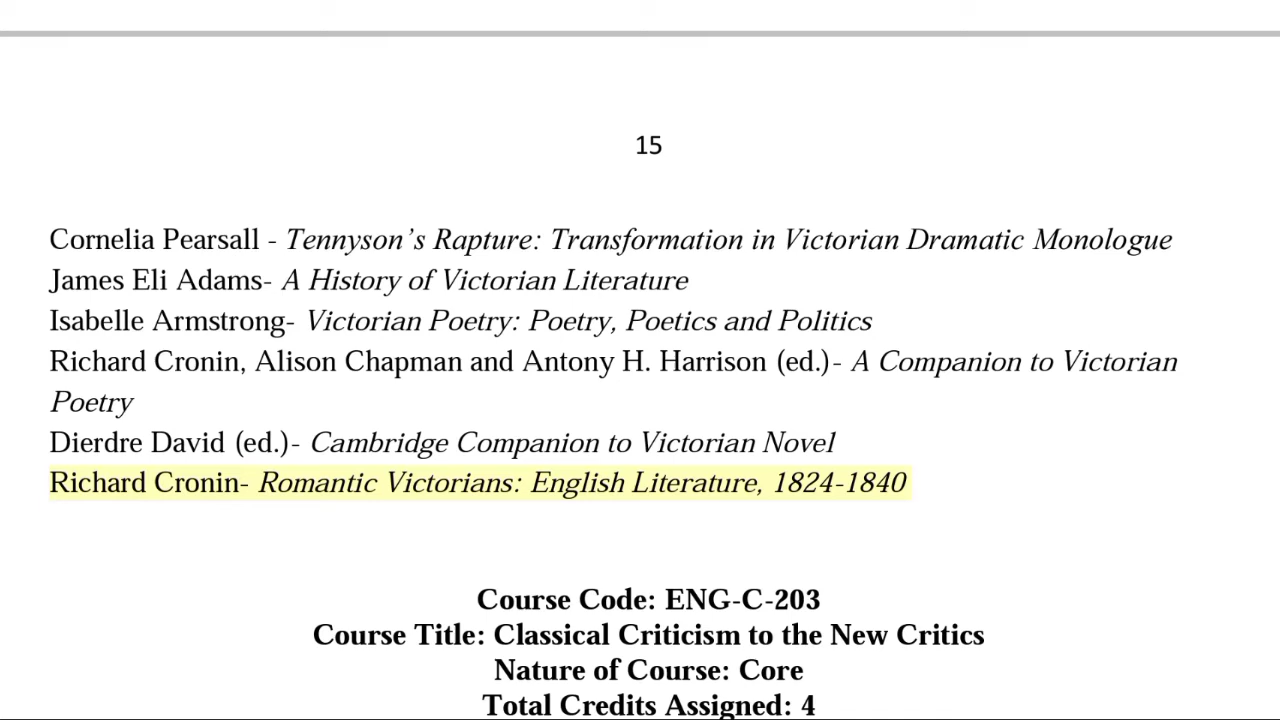 15
Cornelia Pearsall - Tennyson’s Rapture: Transformation in Victorian Dramatic Monologue
James Eli Adams- A History of Victorian Literature
Isabelle Armstrong- Victorian Poetry: Poetry, Poetics and Politics
Richard Cronin, Alison Chapman and Antony H. Harrison (ed.)- A Companion to Victorian
Poetry
Dierdre David (ed.)- Cambridge Companion to Victorian Novel
Richard Cronin- Romantic Victorians: English Literature, 1824-1840
Course Code: ENG-C-203
Course Title: Classical Criticism to the New Critics
Nature of Course: Core
Total Credits Assigned: 4